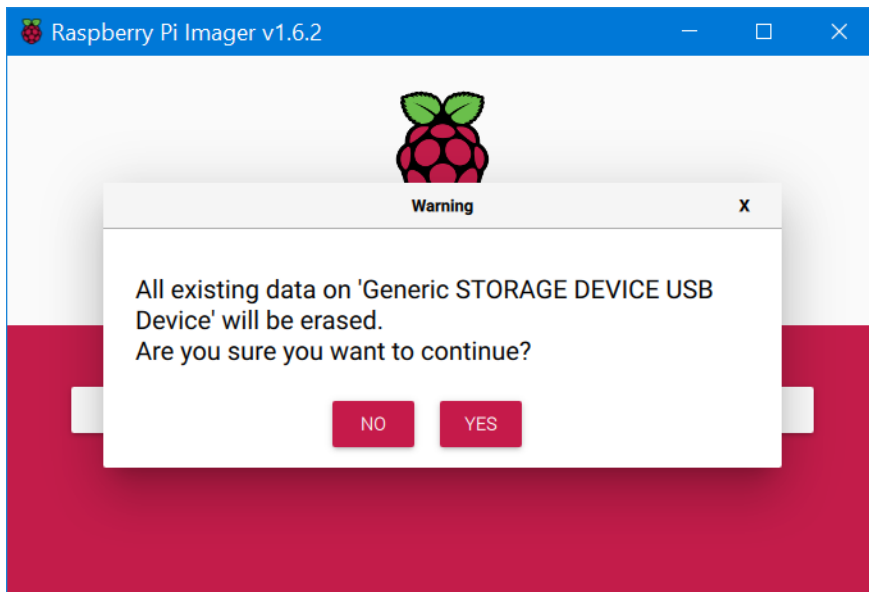 Raspberry Pi Imager v1.6.2
Warning
X
All existing data on 'Generic STORAGE DEVICE USB
Device' will be erased.
Are you sure you want to continue?
NO
YES